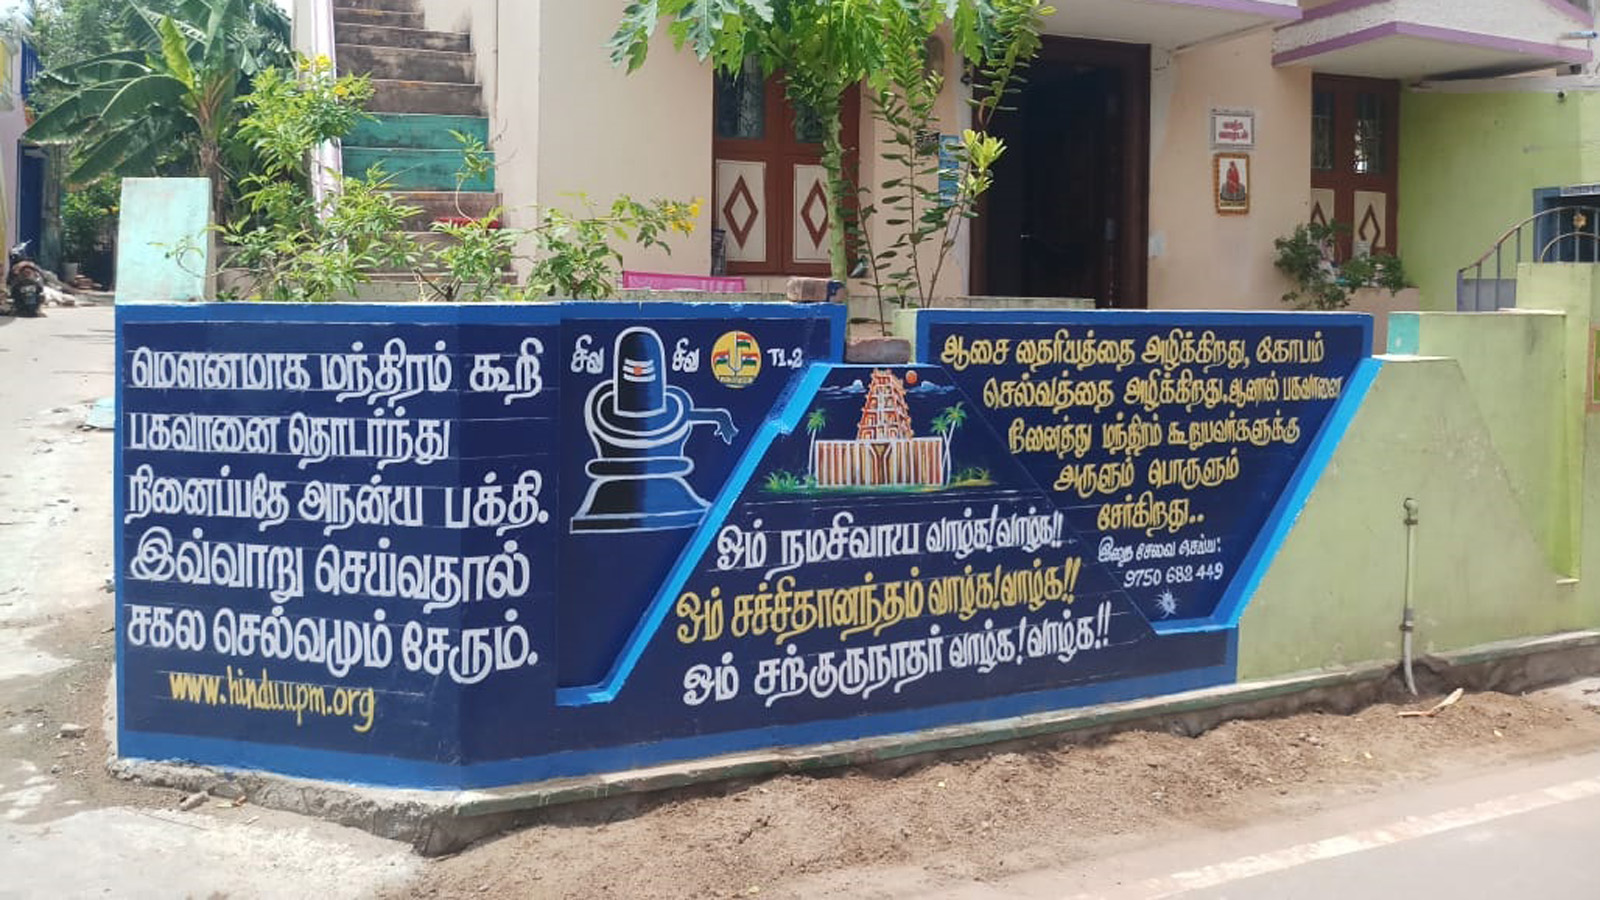 மௌனமாக மந்திரம் கூறி
பகவானை தொடர்ந்து
நினைப்பதே அநன்ய பக்தி.
இவ்வாறு செய்வதால்
சகல செல்வமும் சேரும்.
www.hinduupm.org
சிவ சிவ T1.2
ஓம் நமசிவாய வாழ்க! வாழ்க!!
ஓம் சச்சிதானந்தம் வாழ்க! வாழ்க!!
ஓம் சற்குருநாதர் வாழ்க! வாழ்க!!
ஆசை தைரியத்தை அழிக்கிறது, கோபம்
செல்வத்தை அழிக்கிறது. ஆனால் பகவானை
நினைத்து மந்திரம் கூறுபவர்களுக்கு
அருளும் பொருளும்
சேர்கிறது..
இறை சேவை செய்ய:
9750 682 449